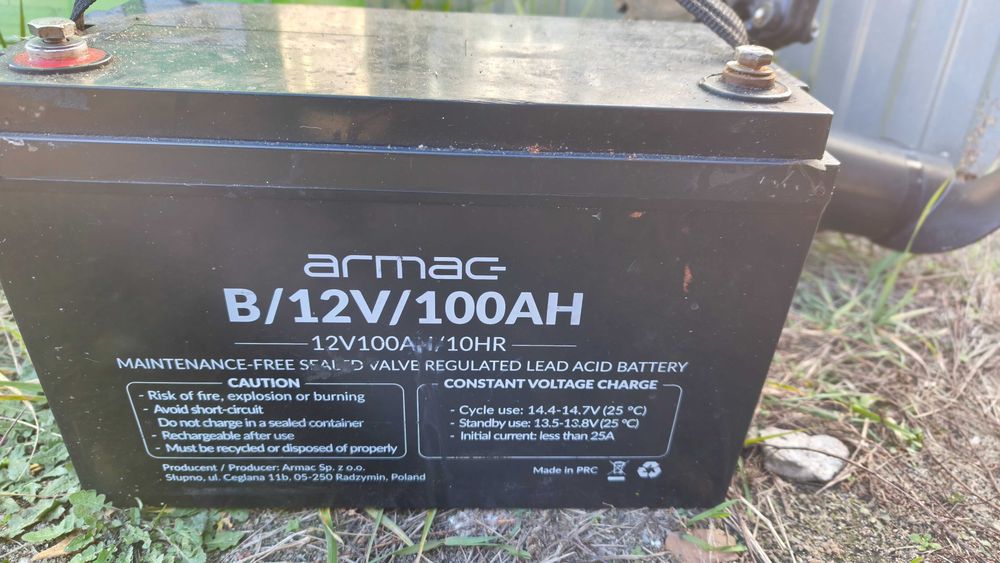 armac
B/12V/100AH
12V100AH/10HR
MAINTENANCE-FREE SEALED VALVE REGULATED LEAD ACID BATTERY
CAUTION
- Risk of fire, explosion or burning
- Avoid short-circuit
Do not charge in a sealed container
- Rechargeable after use
- Must be recycled or disposed of properly
CONSTANT VOLTAGE CHARGE
- Cycle use: 14.4-14.7V (25 °C)
- Standby use: 13.5-13.8V (25 °C)
- Initial current: less than 25A
Producent / Producer: Armac Sp. z o.o.
Słupno, ul. Ceglana 11b, 05-250 Radzymin, Poland
Made in PRC